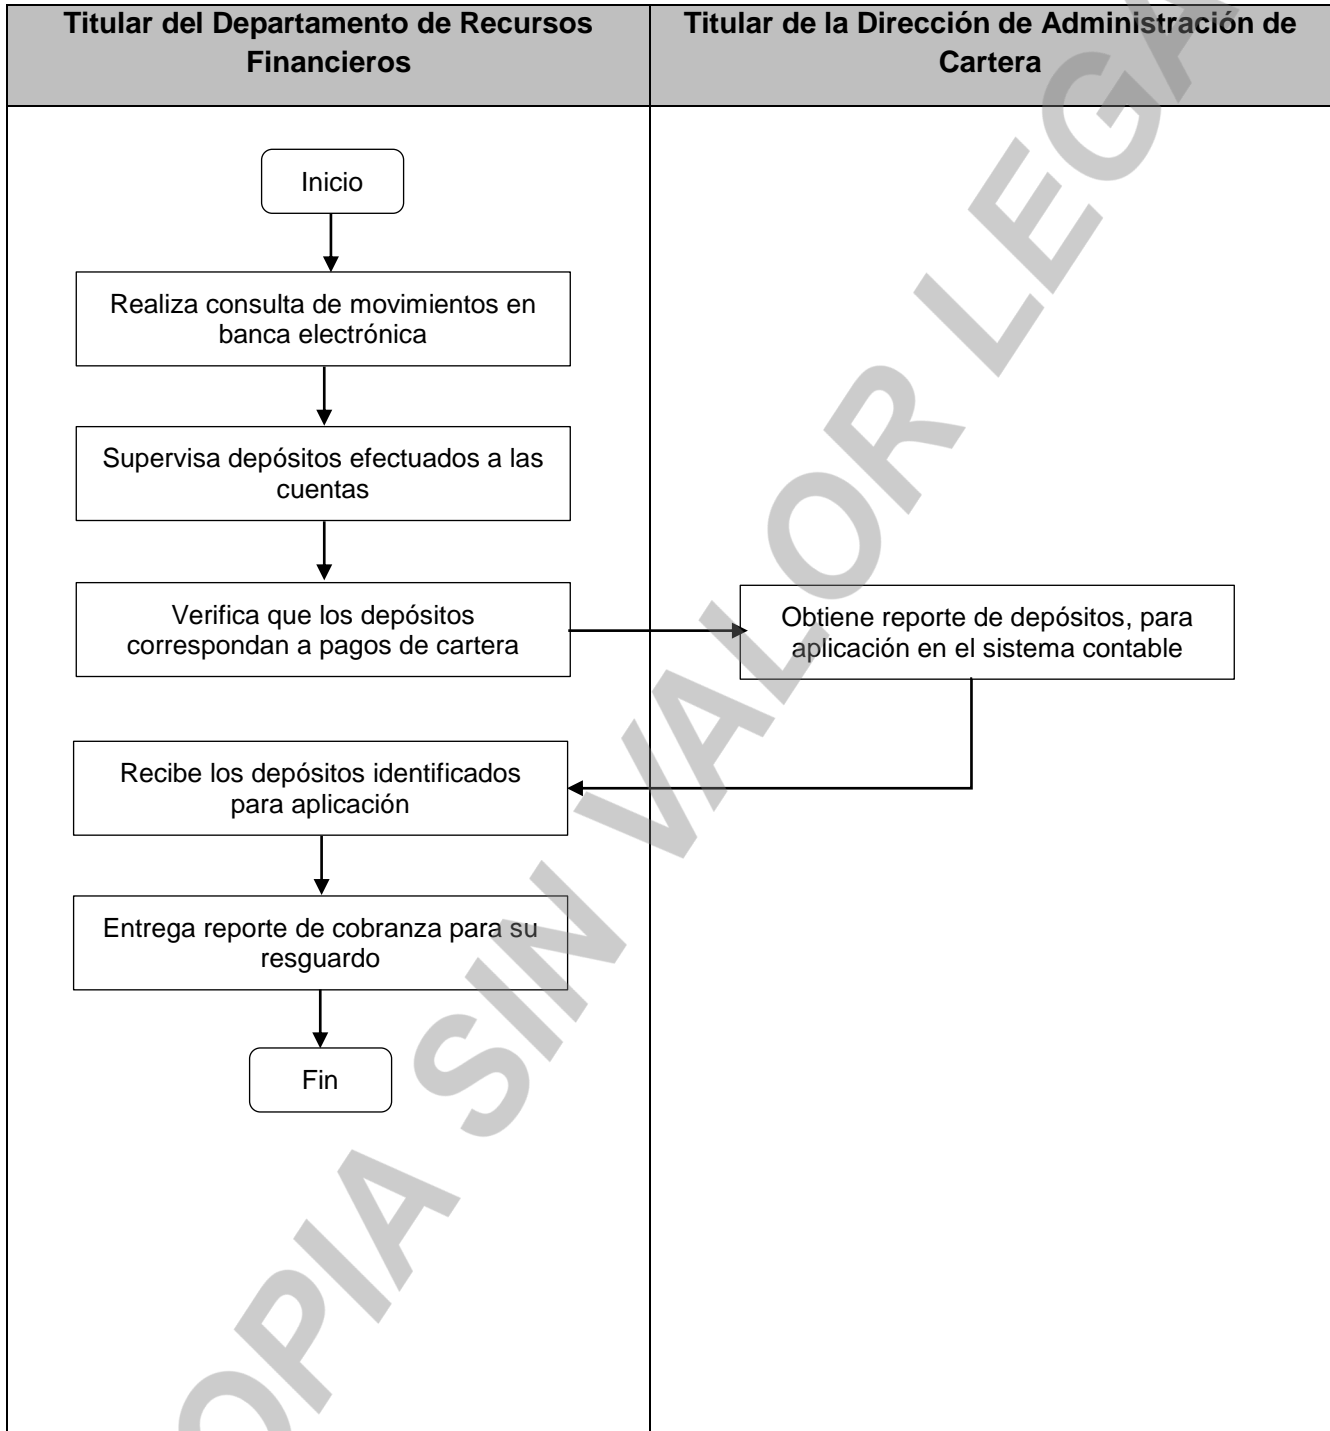 Titular del Departamento de Recursos
Financieros
Titular de la Dirección de Administración de
Cartera
Inicio
Realiza consulta de movimientos en
banca electrónica
Supervisa depósitos efectuados a las
cuentas
Verifica que los depósitos
correspondan a pagos de cartera
Obtiene reporte de depósitos, para
aplicación en el sistema contable
Recibe los depósitos identificados
para aplicación
Entrega reporte de cobranza para su
resguardo
Fin
OPIA SIN VALOR LEGA